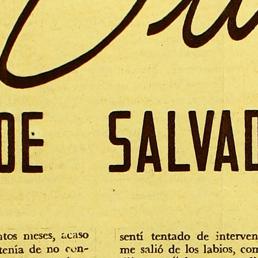 DE SALVAD
ntos meses, acaso
tenía de no con-
sentí tentado de interven
me salió de los labios, com